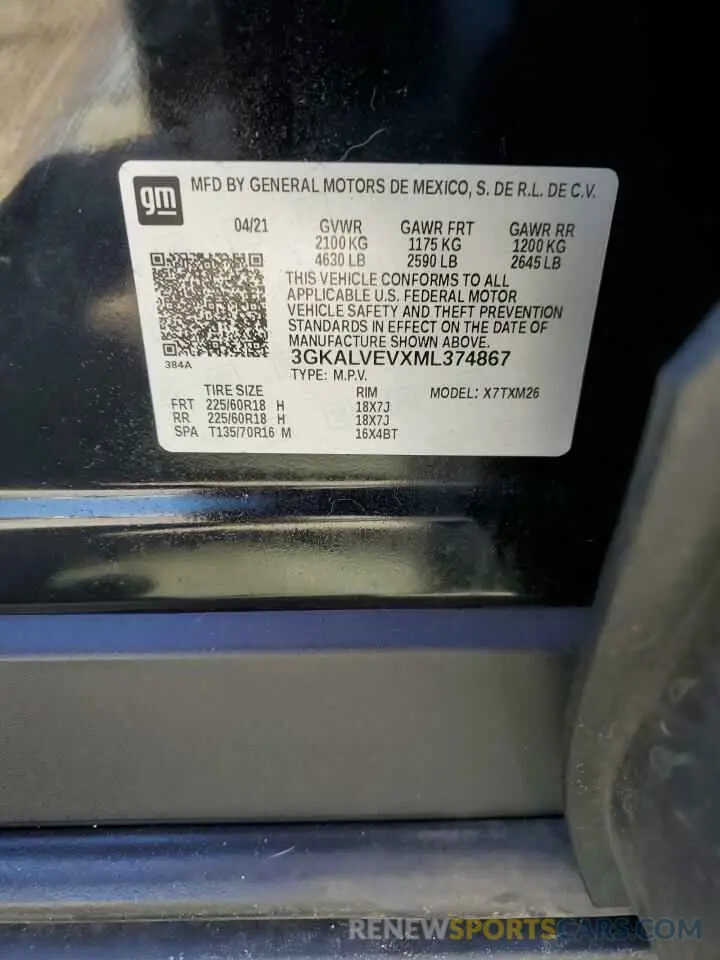 gm
MFD BY GENERAL MOTORS DE MEXICO, S. DE R.L. DE C.V.
04/21 GVWR GAWR FRT GAWR RR
2100 KG 1175 KG 1200 KG
4630 LB 2590 LB 2645 LB
THIS VEHICLE CONFORMS TO ALL
APPLICABLE U.S. FEDERAL MOTOR
VEHICLE SAFETY AND THEFT PREVENTION
STANDARDS IN EFFECT ON THE DATE OF
MANUFACTURE SHOWN ABOVE.
384A
3GKALVEVXML374867
TYPE: M.P.V.
TIRE SIZE RIM MODEL: X7TXM26
FRT 225/60R18 H 18X7J
RR 225/60R18 H 18X7J
SPA T135/70R16 M 16X4BT
RENEWSPORTSCARS.COM